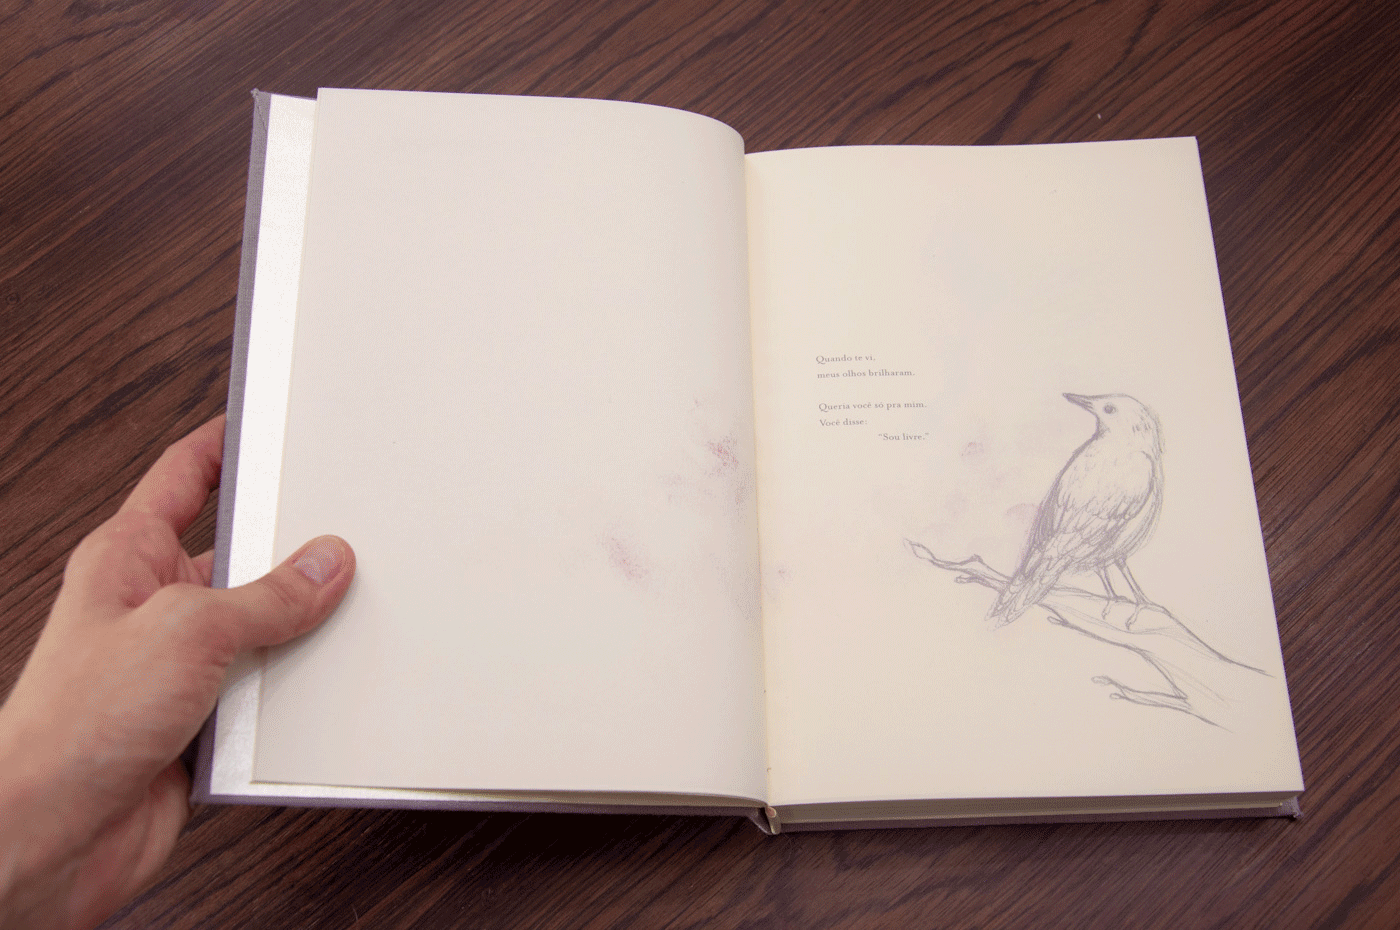 Quando te vi,
meus olhos brilharam.
Queria você só pra mim.
Você disse:
“Sou livre.”